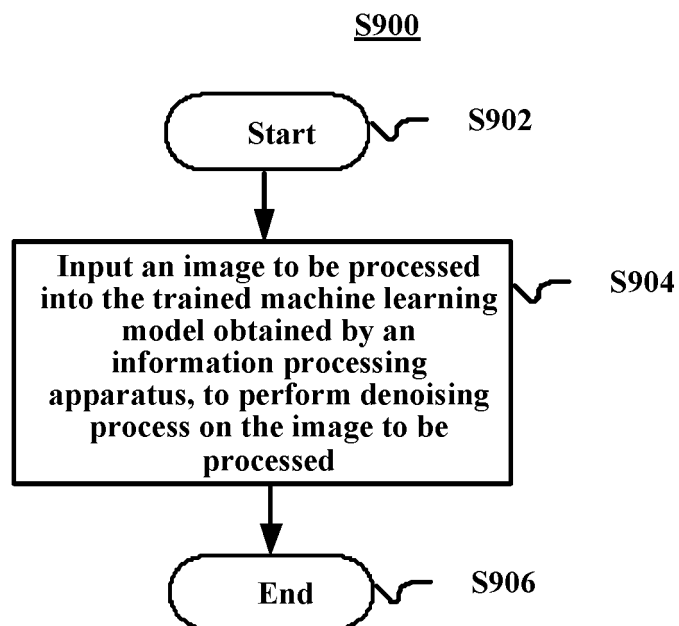 S900
Start
S902
Input an image to be processed
into the trained machine learning
model obtained by an
information processing
apparatus, to perform denoising
process on the image to be
processed
S904
End
S906